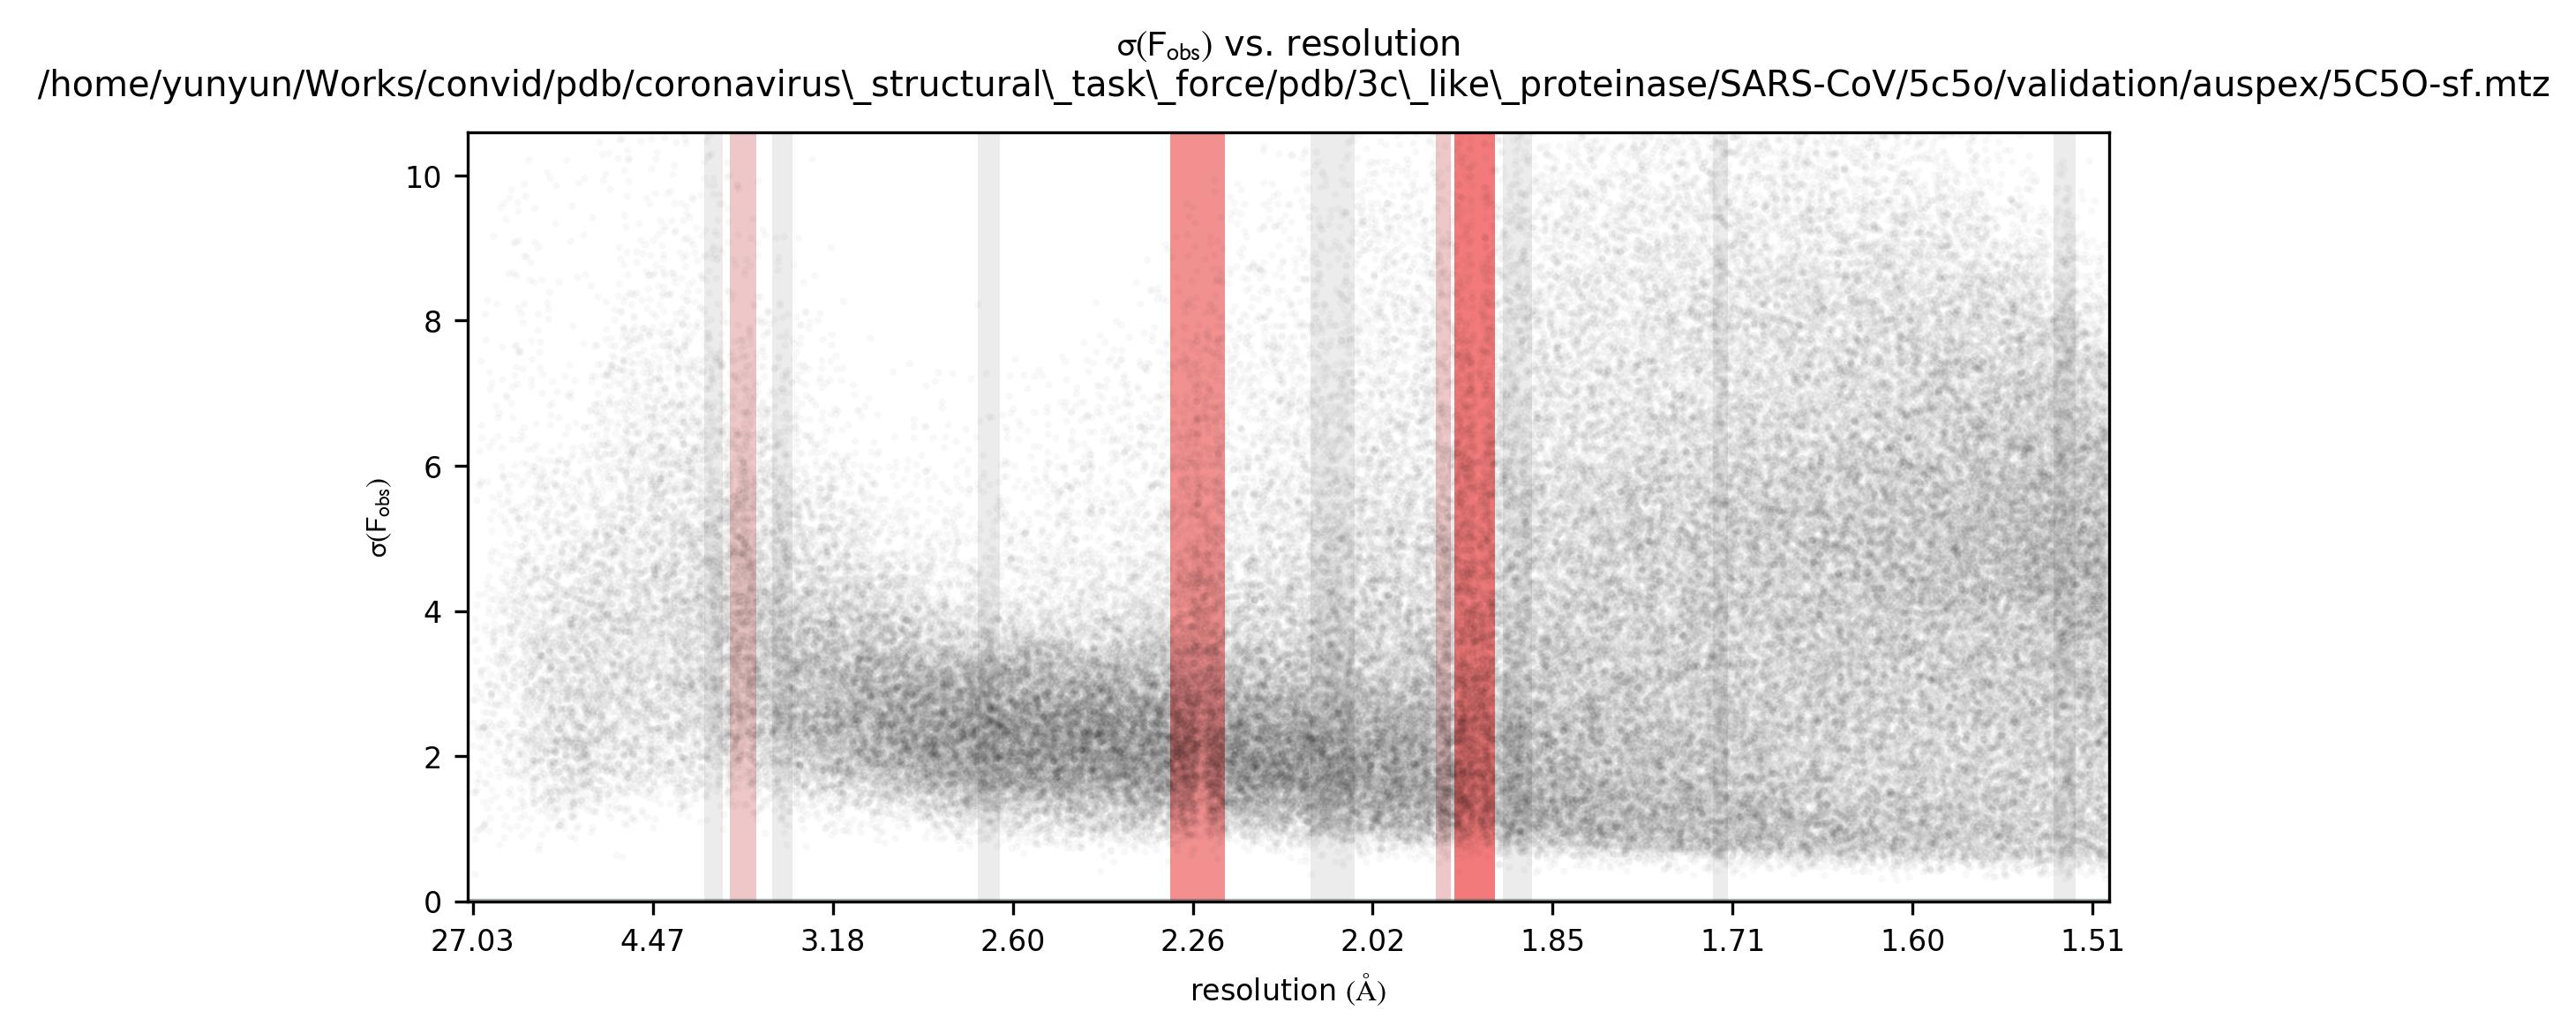 σ(Fobs) vs. resolution
/home/yunyun/Works/convid/pdb/coronavirus\_structural\_task\_force/pdb/3c\_like\_proteinase/SARS-CoV/5c5o/validation/auspex/5C5O-sf.mtz
σ(Fobs)
10
8
6
4
2
0
27.03 4.47 3.18 2.60 2.26 2.02 1.85 1.71 1.60 1.51
resolution (Å)